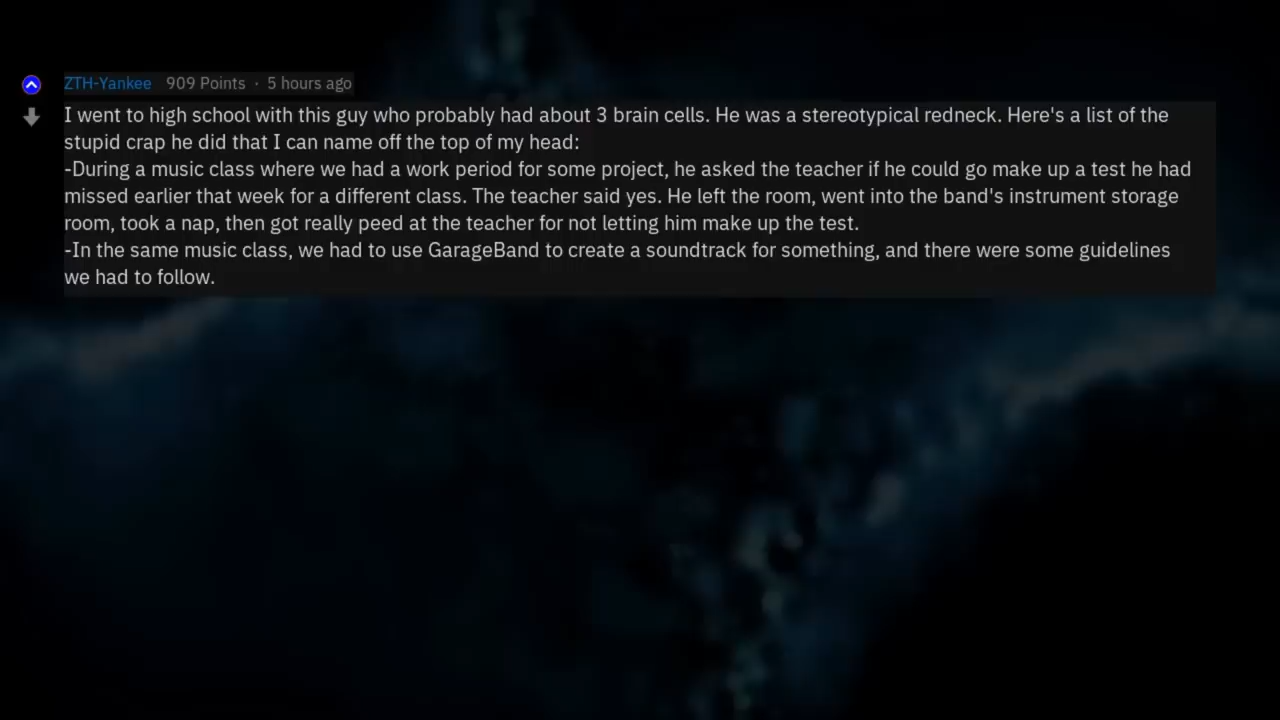 ZTH-Yankee 909 Points · 5 hours ago
I went to high school with this guy who probably had about 3 brain cells. He was a stereotypical redneck. Here's a list of the
stupid crap he did that I can name off the top of my head:
-During a music class where we had a work period for some project, he asked the teacher if he could go make up a test he had
missed earlier that week for a different class. The teacher said yes. He left the room, went into the band's instrument storage
room, took a nap, then got really peed at the teacher for not letting him make up the test.
-In the same music class, we had to use GarageBand to create a soundtrack for something, and there were some guidelines
we had to follow.